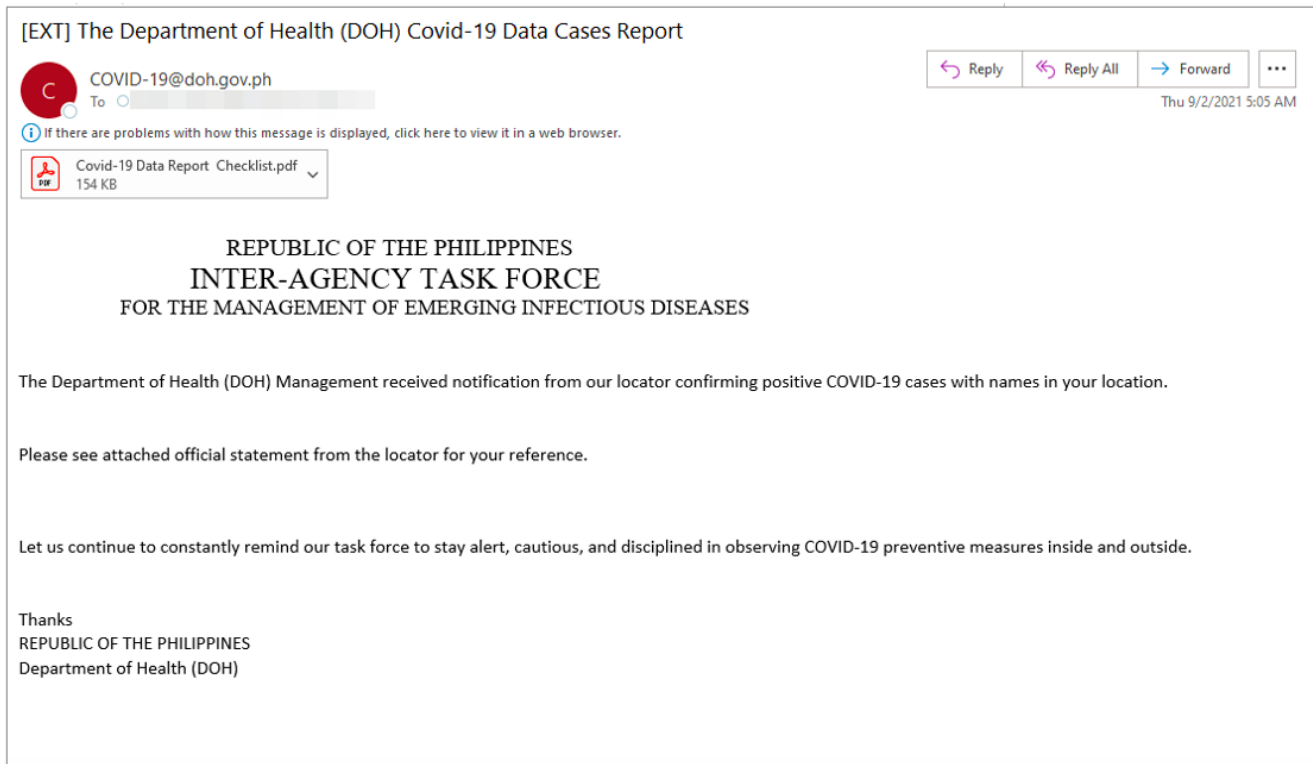 [EXT] The Department of Health (DOH) Covid-19 Data Cases Report
C
COVID-19@doh.gov.ph
To
Reply
Reply All
Forward
...
Thu 9/2/2021 5:05 AM
If there are problems with how this message is displayed, click here to view it in a web browser.
PDF
Covid-19 Data Report Checklist.pdf
154 KB
REPUBLIC OF THE PHILIPPINES
INTER-AGENCY TASK FORCE
FOR THE MANAGEMENT OF EMERGING INFECTIOUS DISEASES
The Department of Health (DOH) Management received notification from our locator confirming positive COVID-19 cases with names in your location.
Please see attached official statement from the locator for your reference.
Let us continue to constantly remind our task force to stay alert, cautious, and disciplined in observing COVID-19 preventive measures inside and outside.
Thanks
REPUBLIC OF THE PHILIPPINES
Department of Health (DOH)